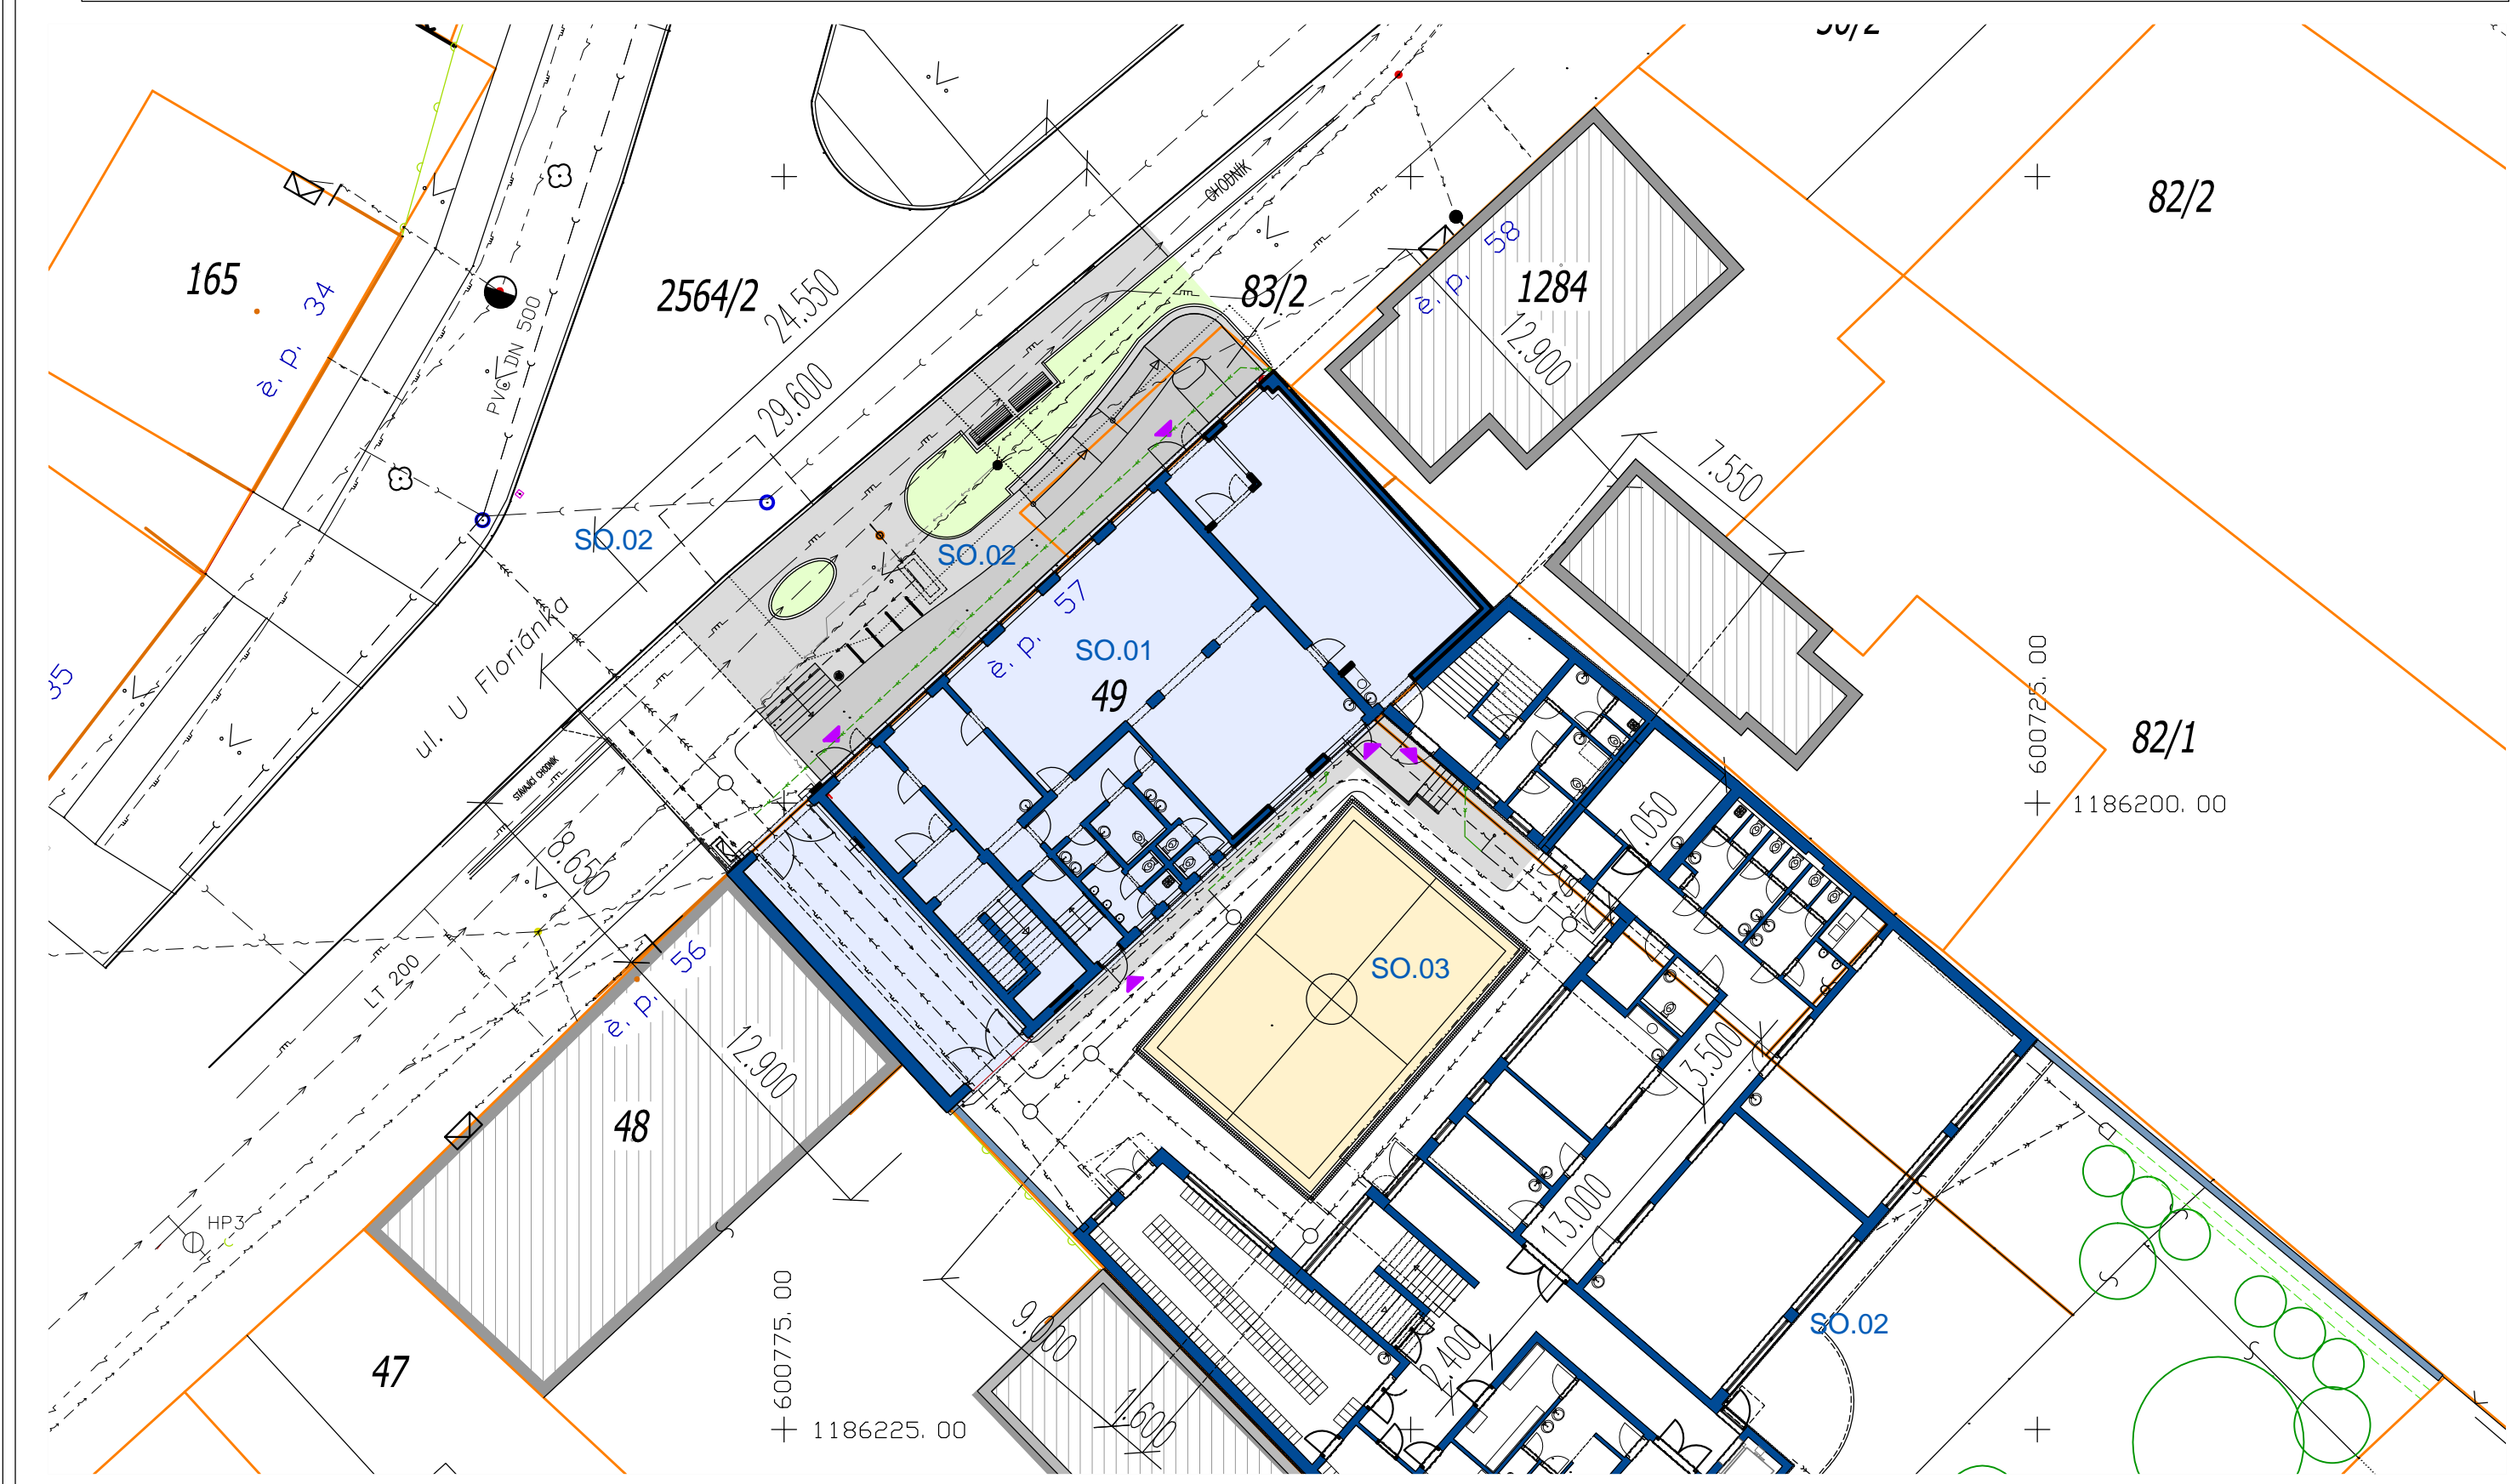 82/2
CHODNÍK
165
č. p. 34
2564/2
24.550
83/2
č. p. 58
1284
12.900
PVC DN 500
29.600
7.550
SO.02
SO.02
č. p. 57
SO.01
49
ul. U Floriánka
35
600725. 00
82/1
1186200. 00
STÁVAJÍCÍ CHODNÍK
8.650
LT 200
č. p. 56
SO.03
12.900
3.500
48
13.000
HP3
SO.02
600775. 00
9.000
2.400
47
1.600
1186225. 00